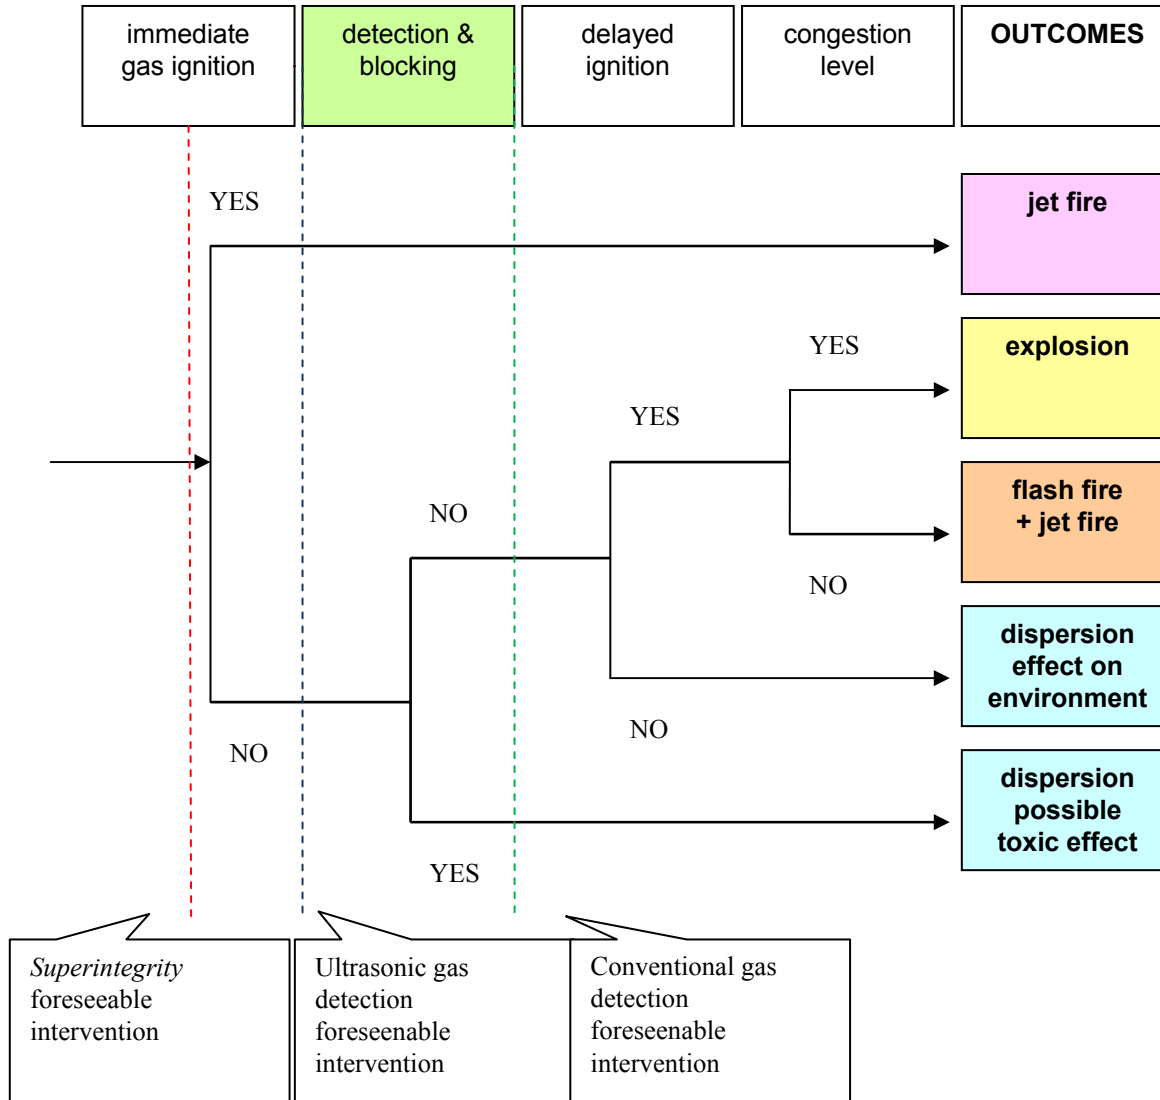 immediate
gas ignition
detection &
blocking
delayed
ignition
congestion
level
OUTCOMES
YES
jet fire
YES
explosion
YES
NO
flash fire
+ jet fire
NO
dispersion
effect on
environment
NO
NO
dispersion
possible
toxic effect
YES
Superintegrity
foreseeable
intervention
Ultrasonic gas
detection
foreseenable
intervention
Conventional gas
detection
foreseenable
intervention